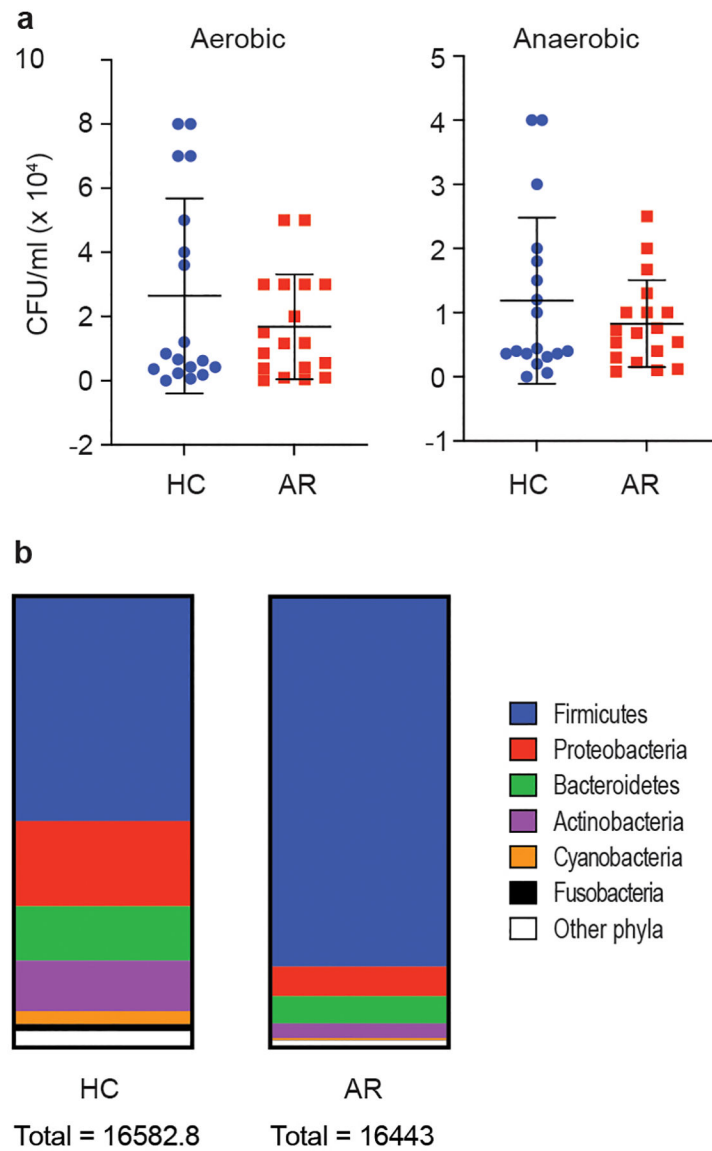 a
Aerobic
Anaerobic
CFU/ml (x 10⁴)
10
8
6
4
2
0
-2
HC
AR
5
4
3
2
1
0
-1
HC
AR
b
Firmicutes
Proteobacteria
Bacteroidetes
Actinobacteria
Cyanobacteria
Fusobacteria
Other phyla
HC
AR
Total = 16582.8
Total = 16443